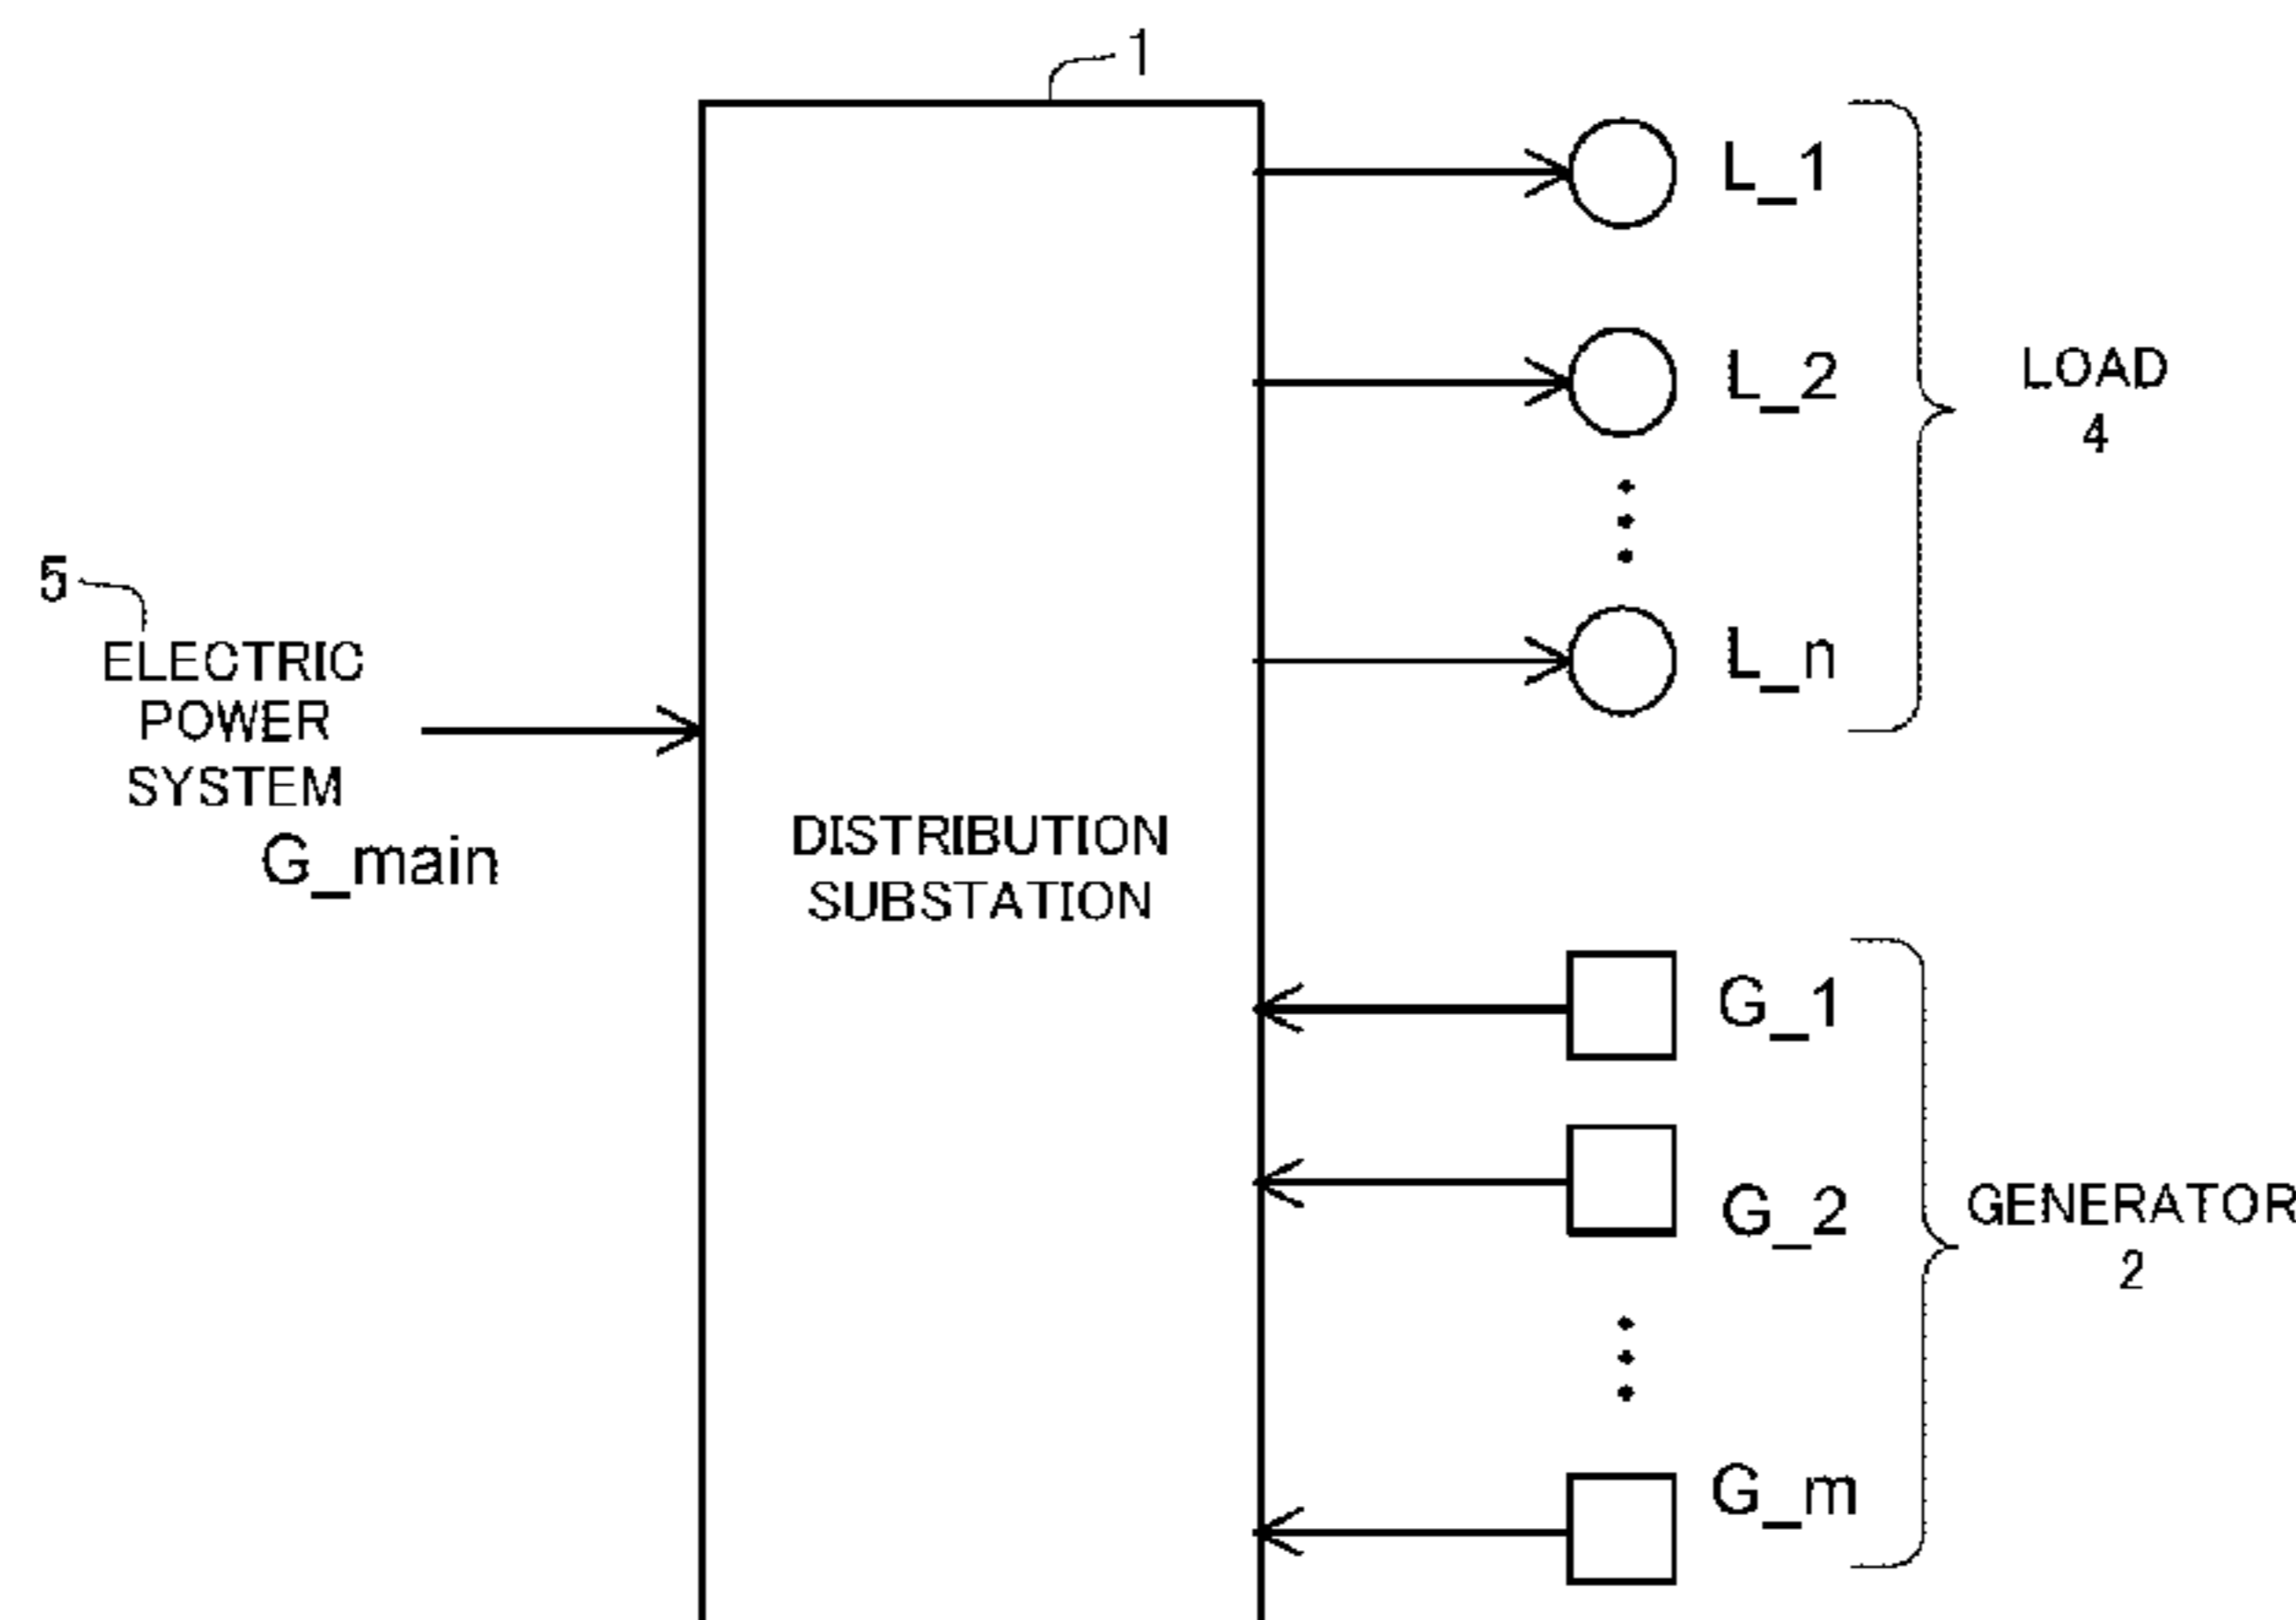 1
L_1
L_2
LOAD
4
L_n
5
ELECTRIC
POWER
SYSTEM
G_main
DISTRIBUTION
SUBSTATION
G_1
G_2
GENERATOR
2
G_m